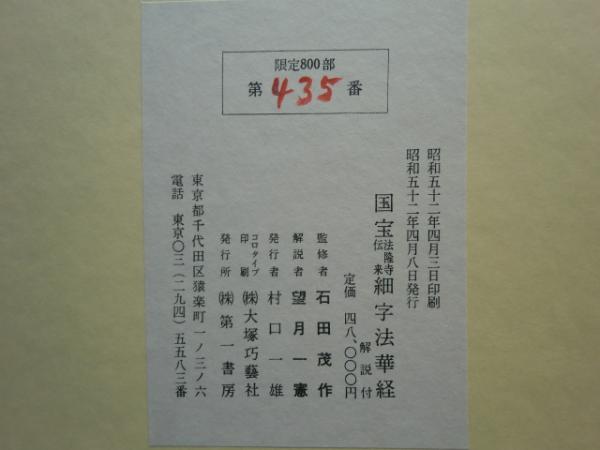 限定800部
第435番
昭和五十二年四月三日印刷
昭和五十二年四月八日発行
国宝法隆寺伝来細字法華経
解説付
定価 四八、〇〇〇円
監修者 石田茂作
解説者 望月一憲
発行者 村口一雄
コロタイプ印刷 ㈱大塚巧藝社
発行所 ㈱第一書房
東京都千代田区猿楽町一ノ三ノ六
電話 東京〇三(二九四)五五八三番